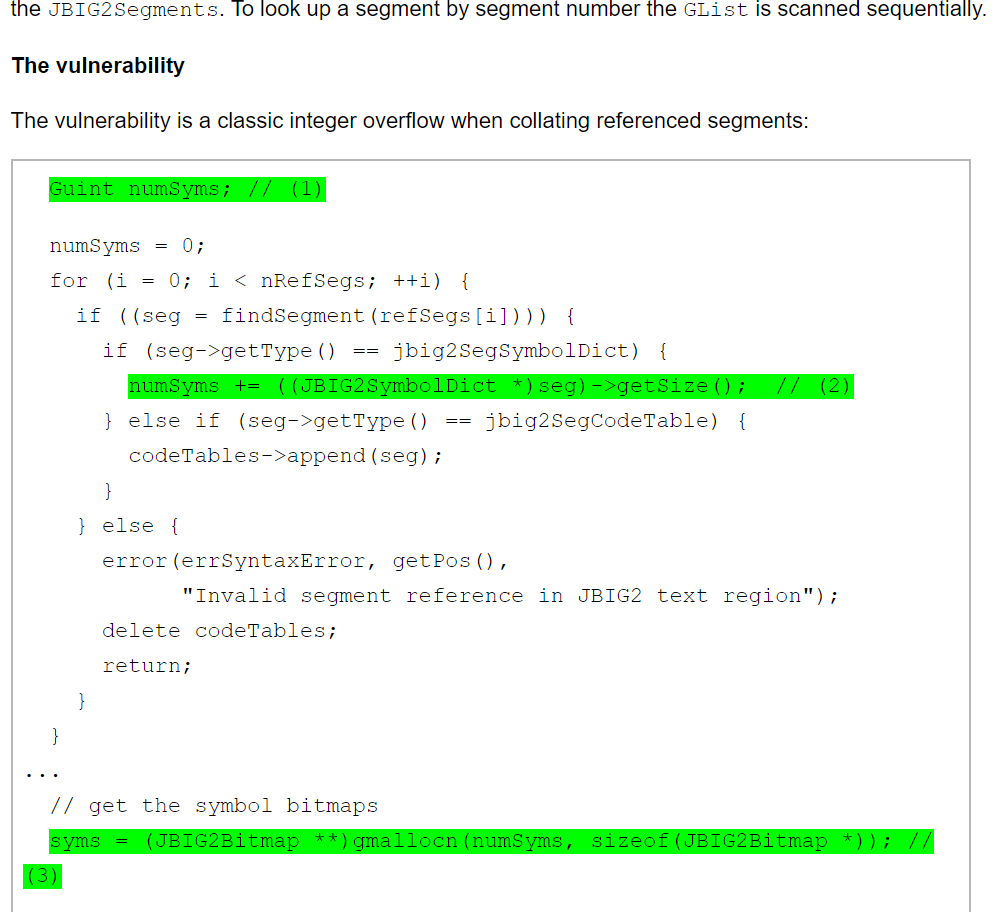 the JBIG2Segments. To look up a segment by segment number the GList is scanned sequentially.
The vulnerability
The vulnerability is a classic integer overflow when collating referenced segments:
Guint numSyms; // (1)
numSyms = 0;
for (i = 0; i < nRefSegs; ++i) {
if ((seg = findSegment(refSegs[i]))) {
if (seg->getType() == jbig2SegSymbolDict) {
numSyms += ((JBIG2SymbolDict *)seg)->getSize(); // (2)
} else if (seg->getType() == jbig2SegCodeTable) {
codeTables->append(seg);
}
} else {
error(errSyntaxError, getPos(),
"Invalid segment reference in JBIG2 text region");
delete codeTables;
return;
}
}
...
// get the symbol bitmaps
syms = (JBIG2Bitmap **)gmallocn(numSyms, sizeof(JBIG2Bitmap *)); //
(3)